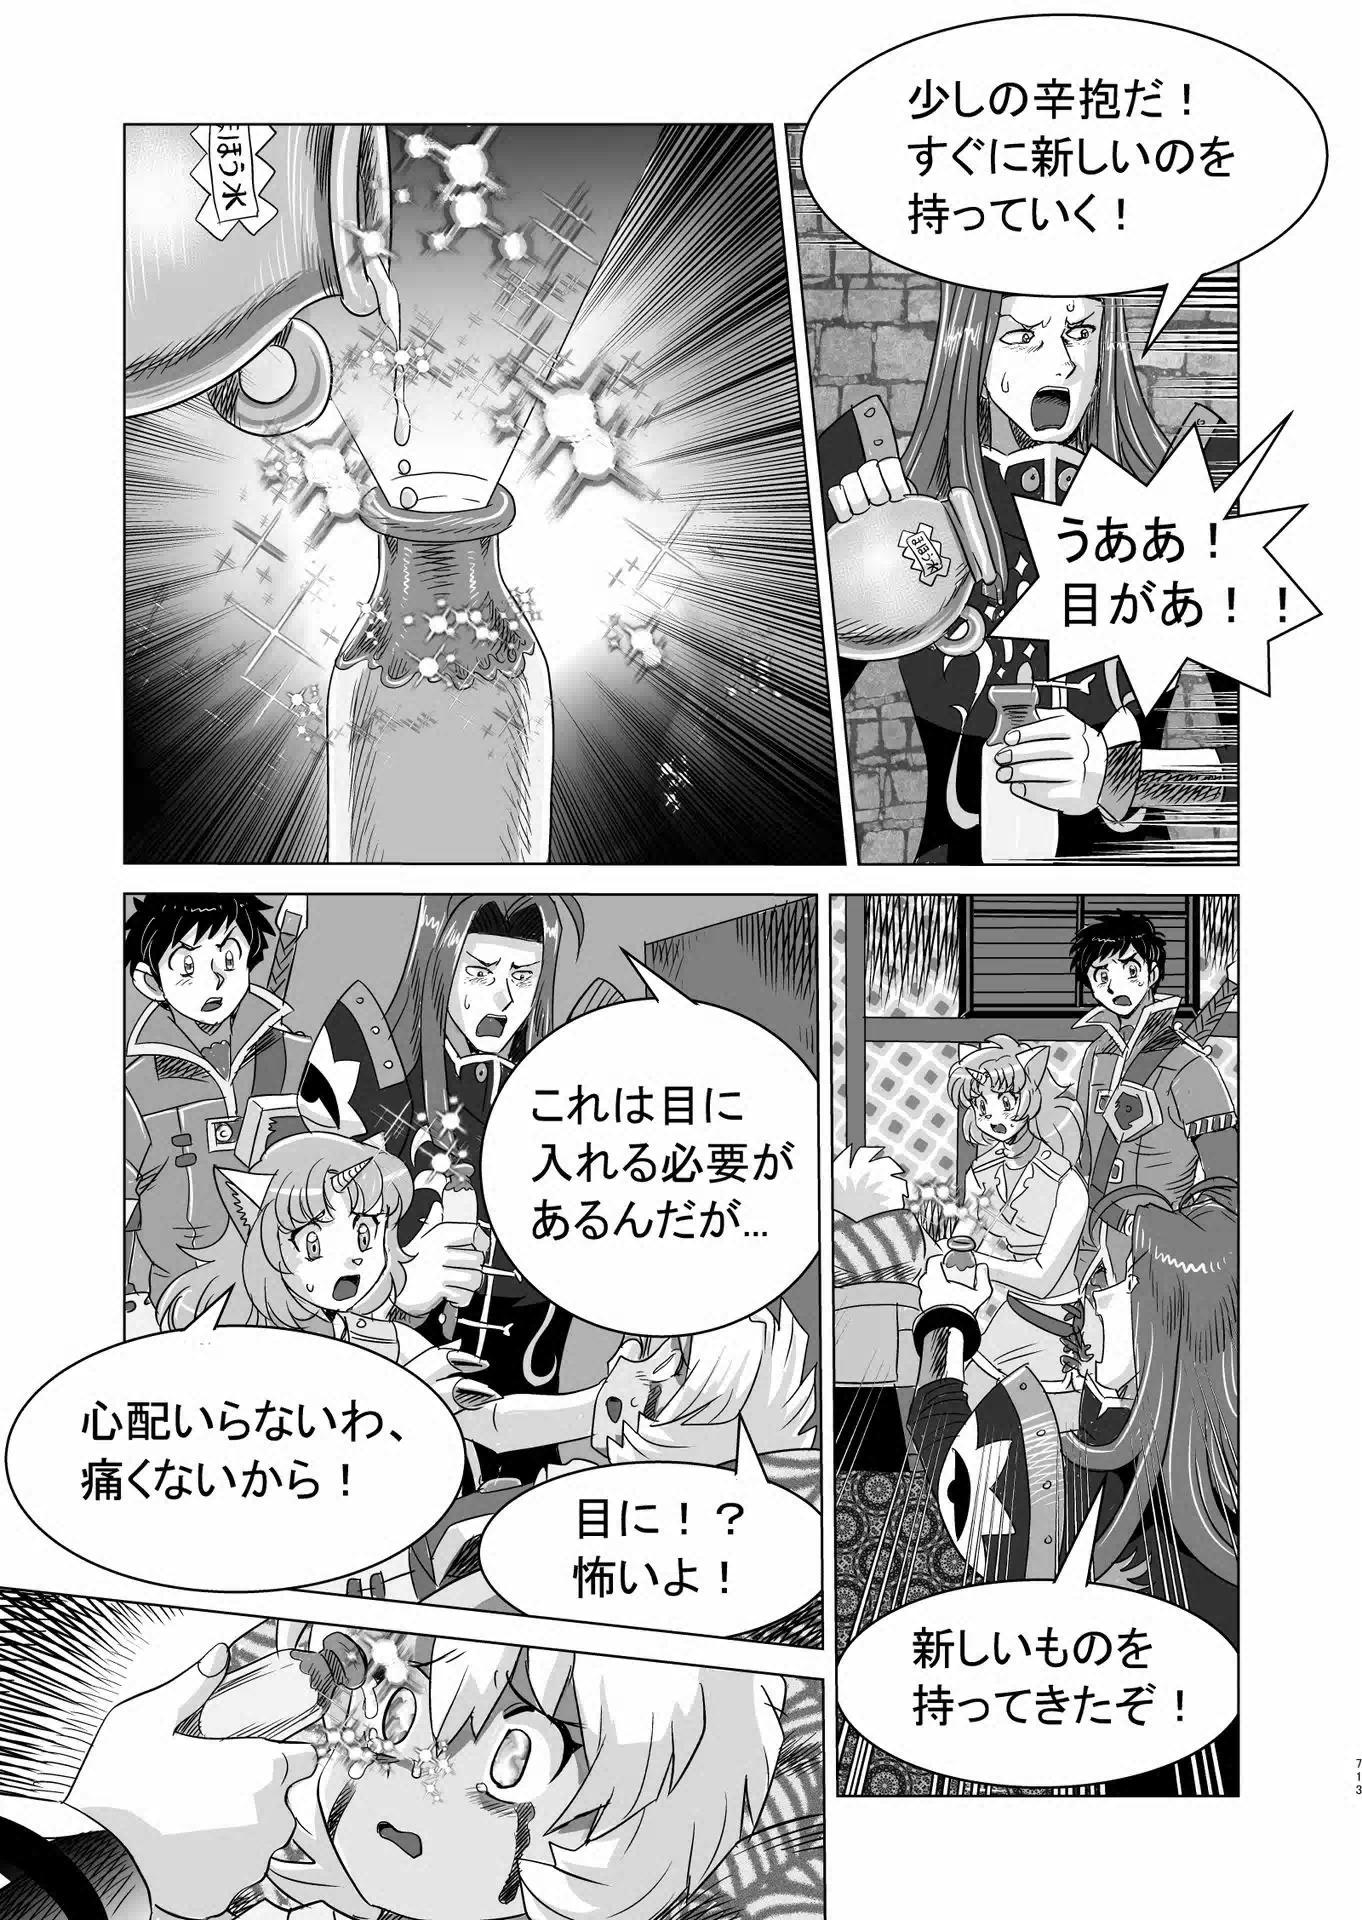 少しの辛抱だ！
すぐに新しいのを
持っていく！
うああ！
目があ！！
まほう水
ほう水
新しいものを
持ってきたぞ！
これは目に
入れる必要が
あるんだが…
目に！？
怖いよ！
心配いらないわ、
痛くないから！
713